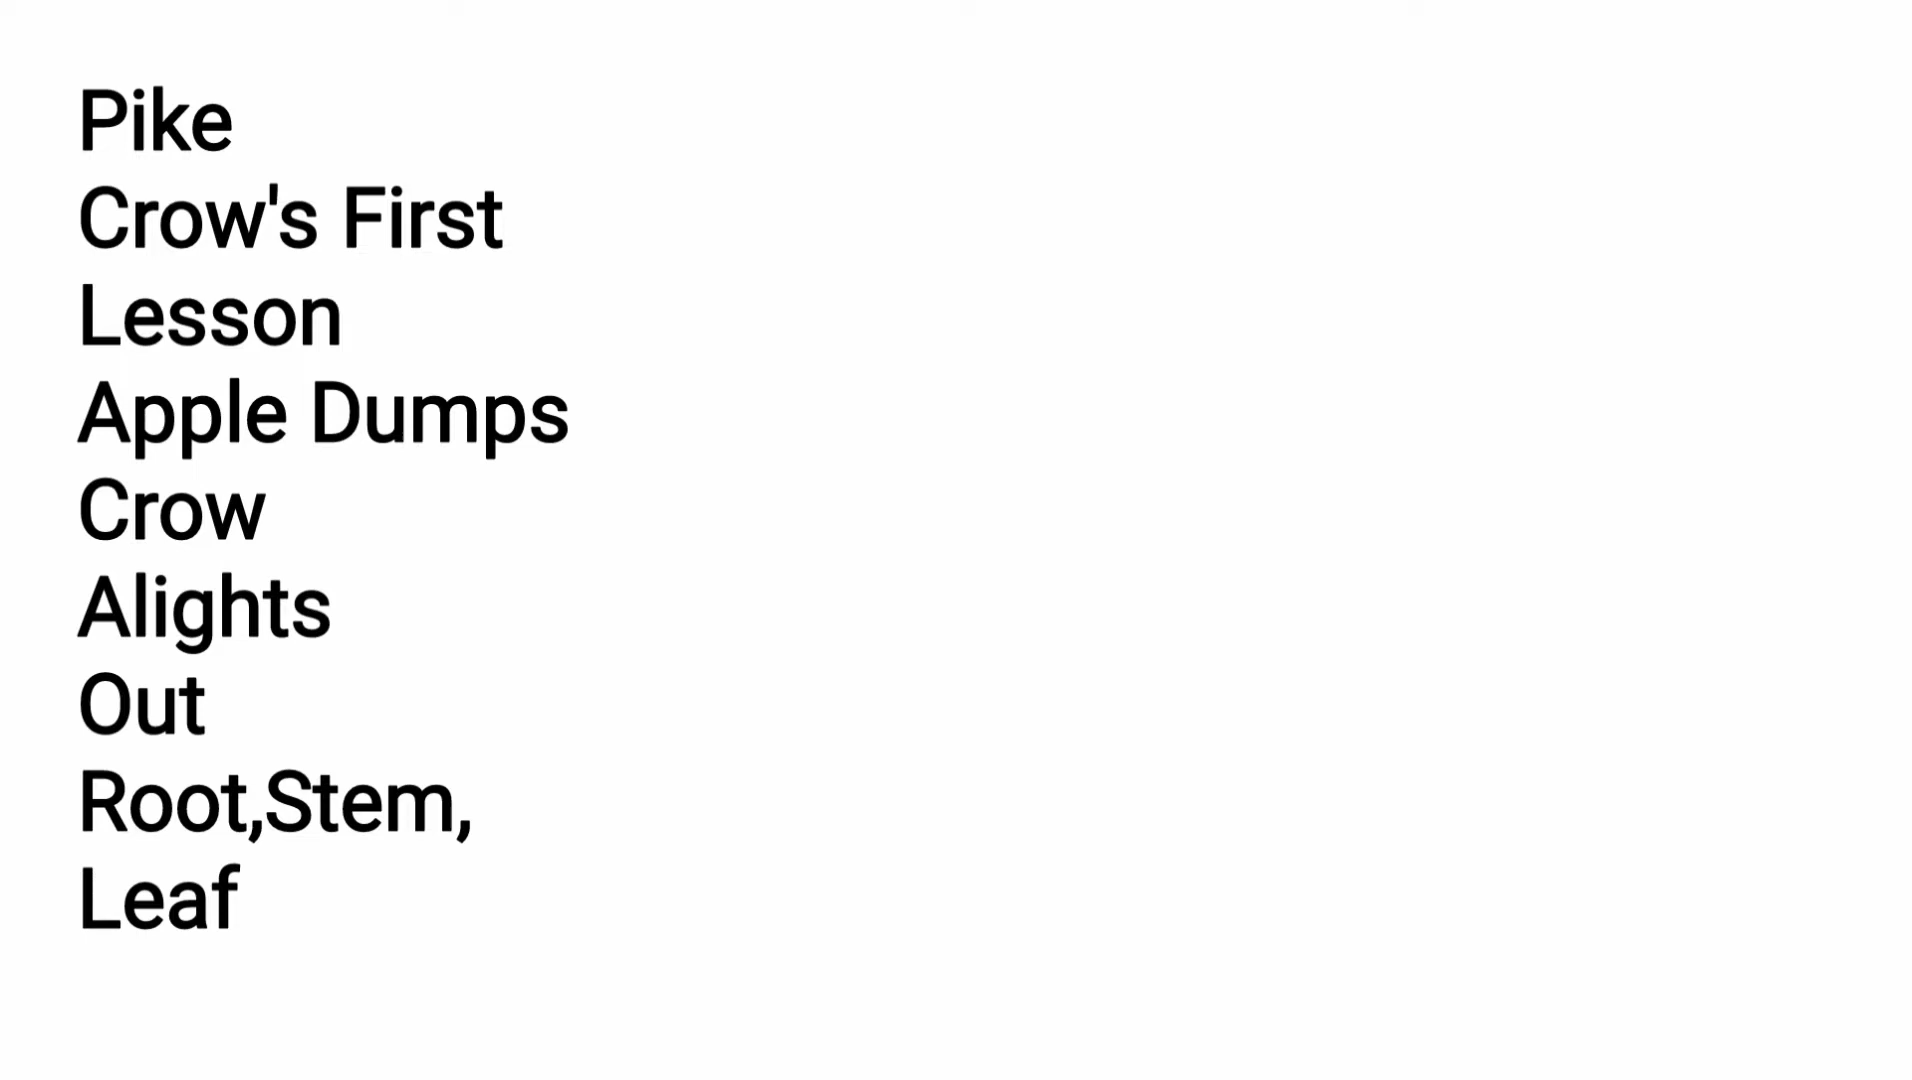 Pike
Crow's First
Lesson
Apple Dumps
Crow
Alights
Out
Root,Stem,
Leaf